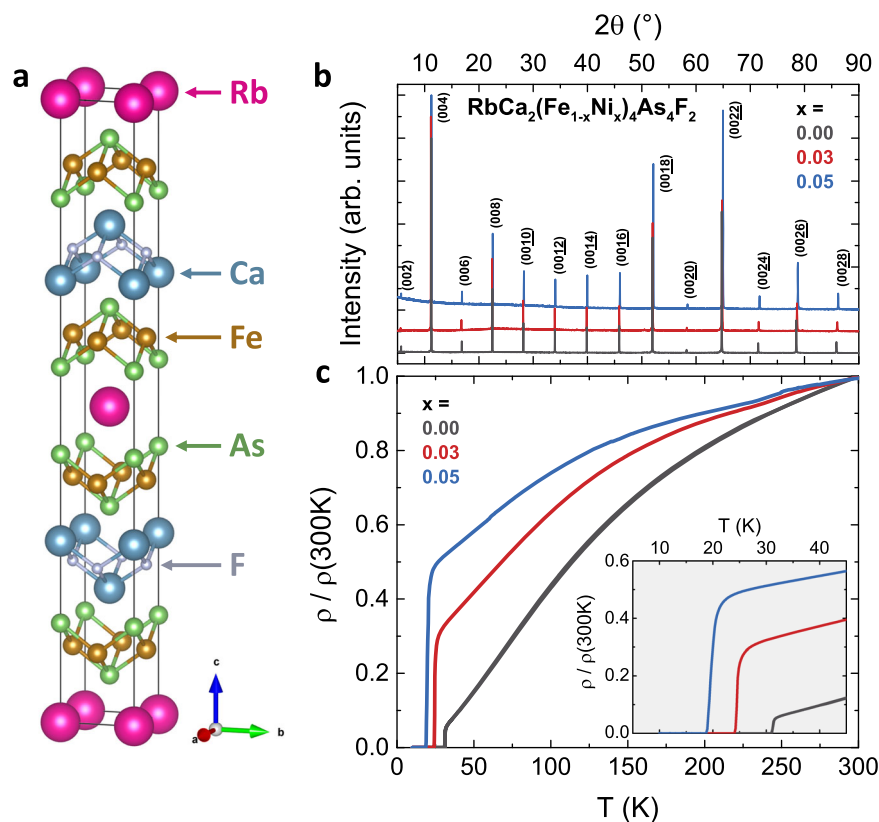 a
Rb
Ca
Fe
As
F
c
a
b
2θ (°)
10 20 30 40 50 60 70 80 90
b
RbCa2(Fe1-xNix)4As4F2
x =
0.00
0.03
0.05
Intensity (arb. units)
(002)
(004)
(006)
(008)
(0010)
(0012)
(0014)
(0016)
(0018)
(0020)
(0022)
(0024)
(0026)
(0028)
c
x =
0.00
0.03
0.05
ρ / ρ(300K)
1.0
0.8
0.6
0.4
0.2
0.0
0 50 100 150 200 250 300
T (K)
T (K)
10 20 30 40
ρ / ρ(300K)
0.6
0.4
0.2
0.0